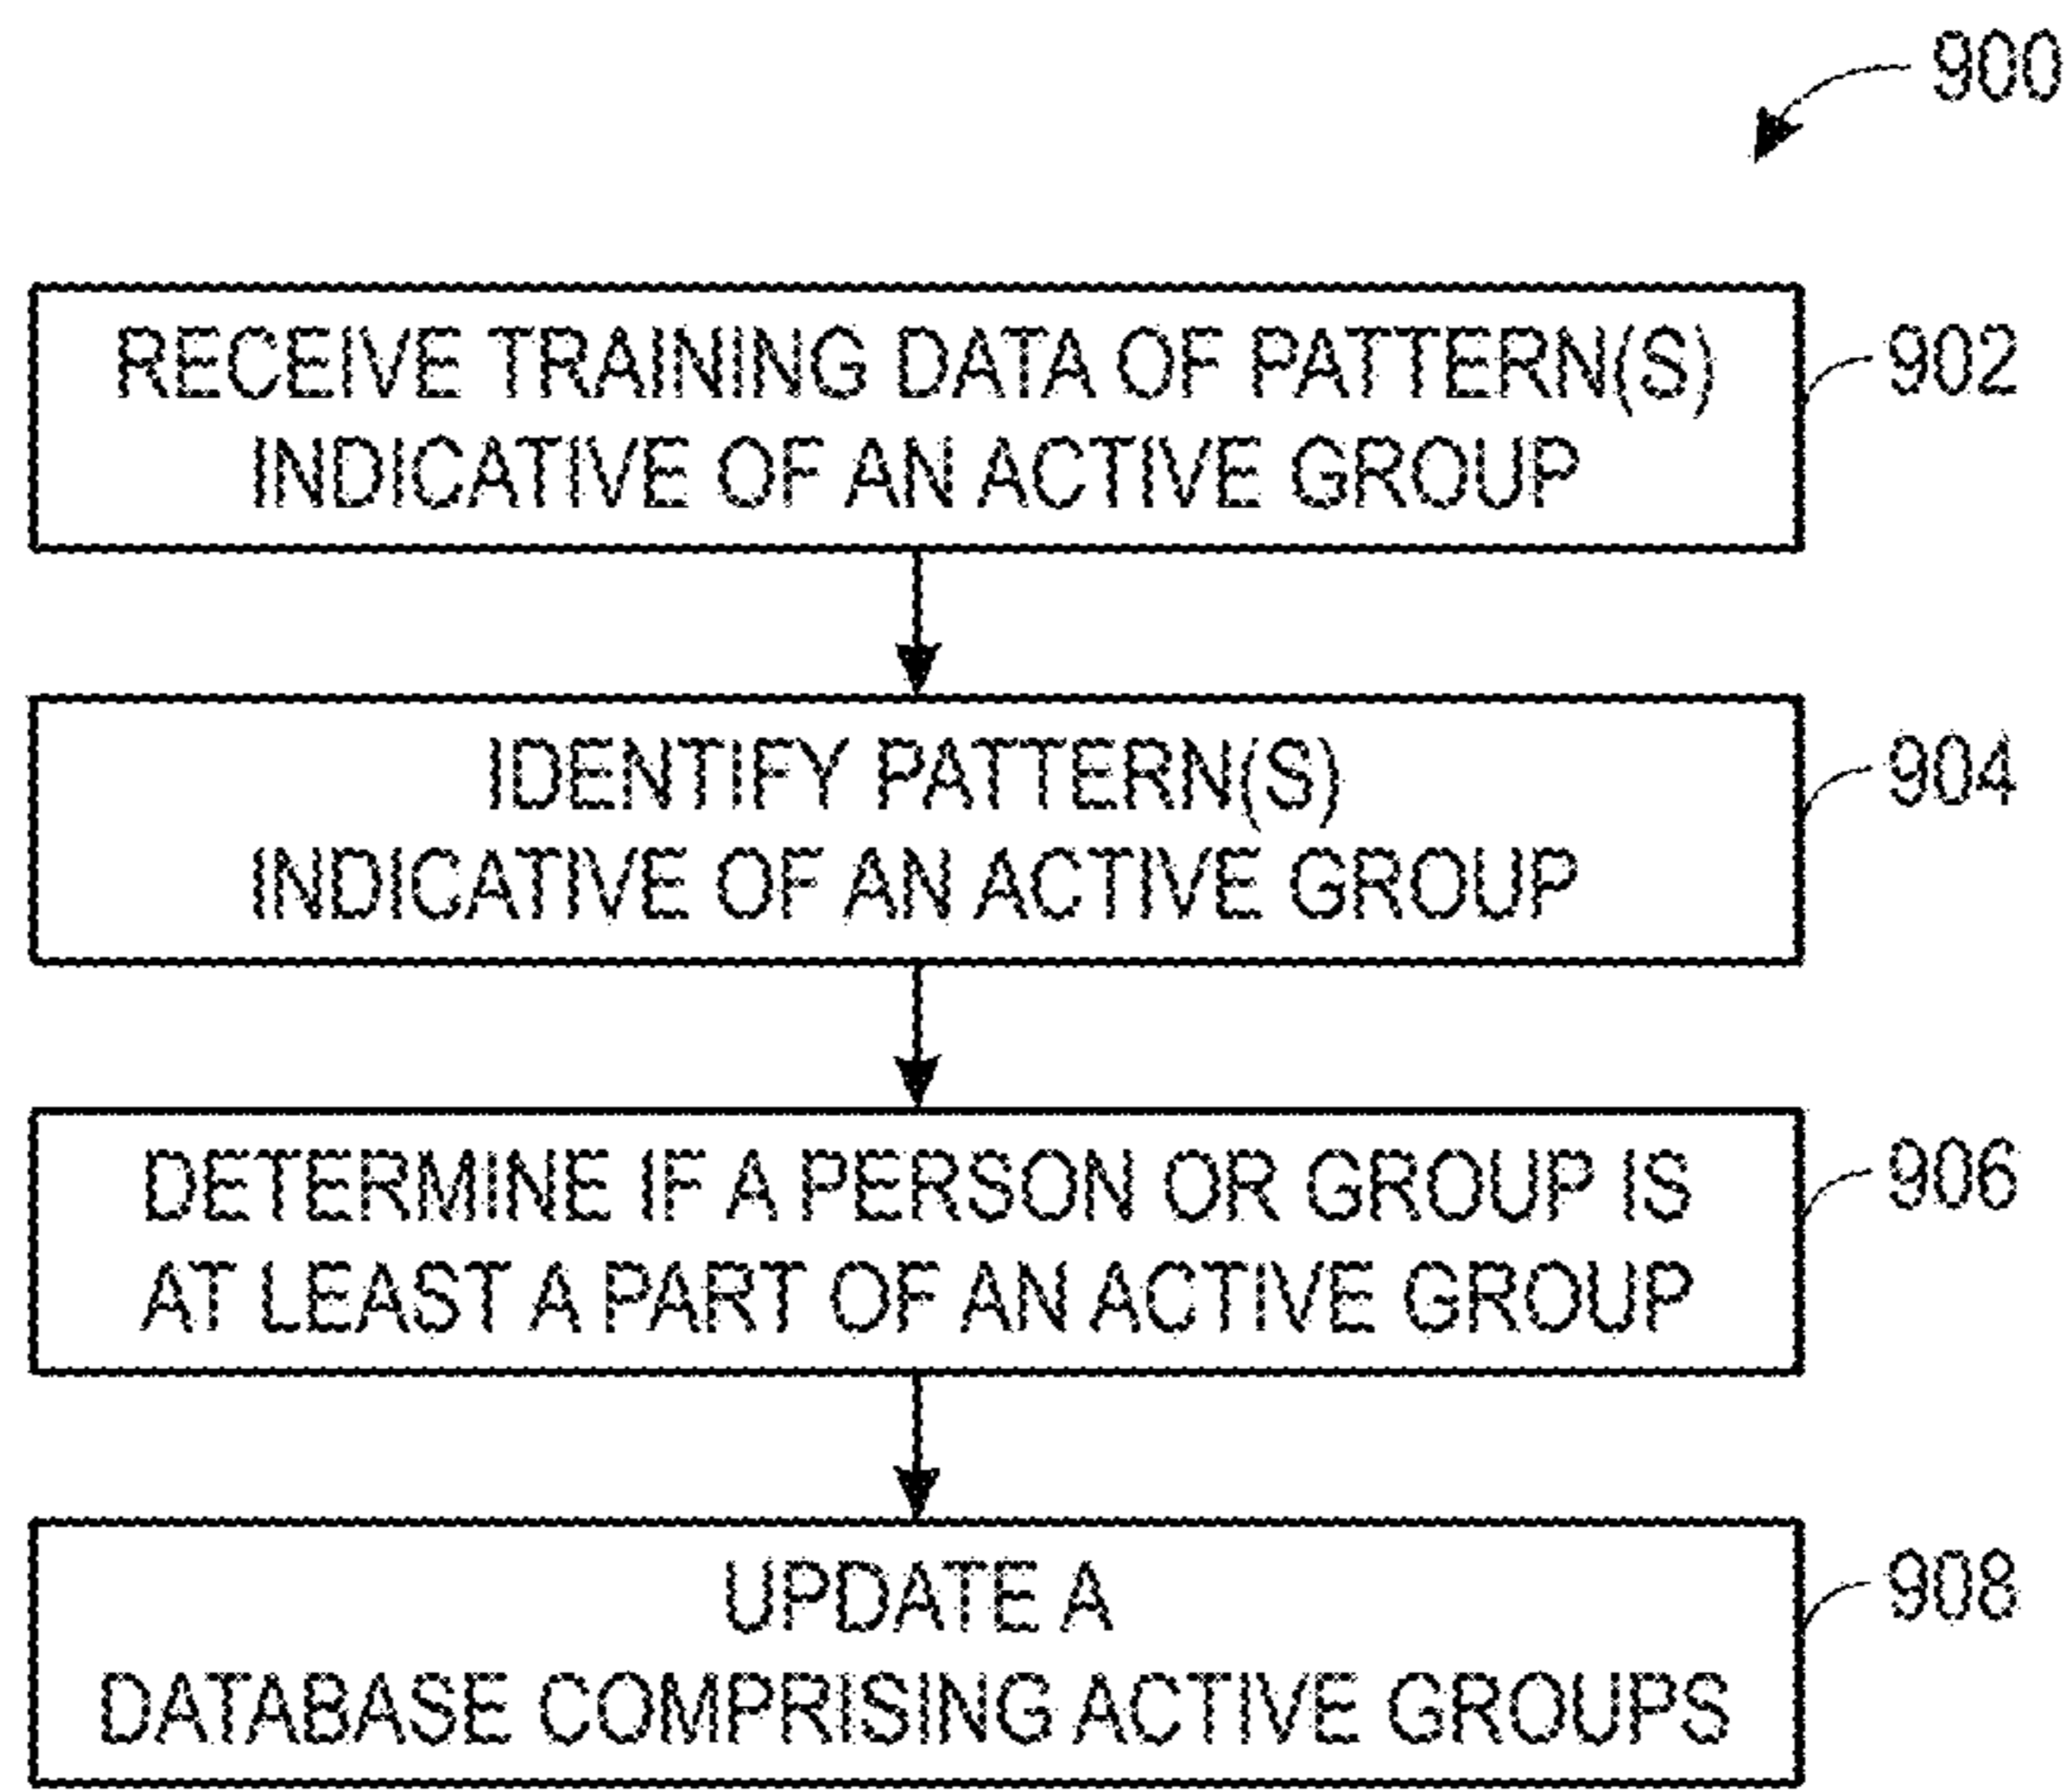 900
RECEIVE TRAINING DATA OF PATTERN(S)
INDICATIVE OF AN ACTIVE GROUP
902
IDENTIFY PATTERN(S)
INDICATIVE OF AN ACTIVE GROUP
904
DETERMINE IF A PERSON OR GROUP IS
AT LEAST A PART OF AN ACTIVE GROUP
906
UPDATE A
DATABASE COMPRISING ACTIVE GROUPS
908